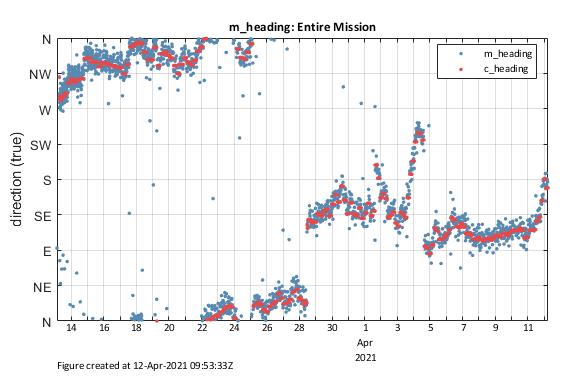 m_heading: Entire Mission
m_heading
c_heading
direction (true)
N
NW
W
SW
S
SE
E
NE
N
14 16 18 20 22 24 26 28 30 1 3 5 7 9 11
Apr
2021
Figure created at 12-Apr-2021 09:53:33Z